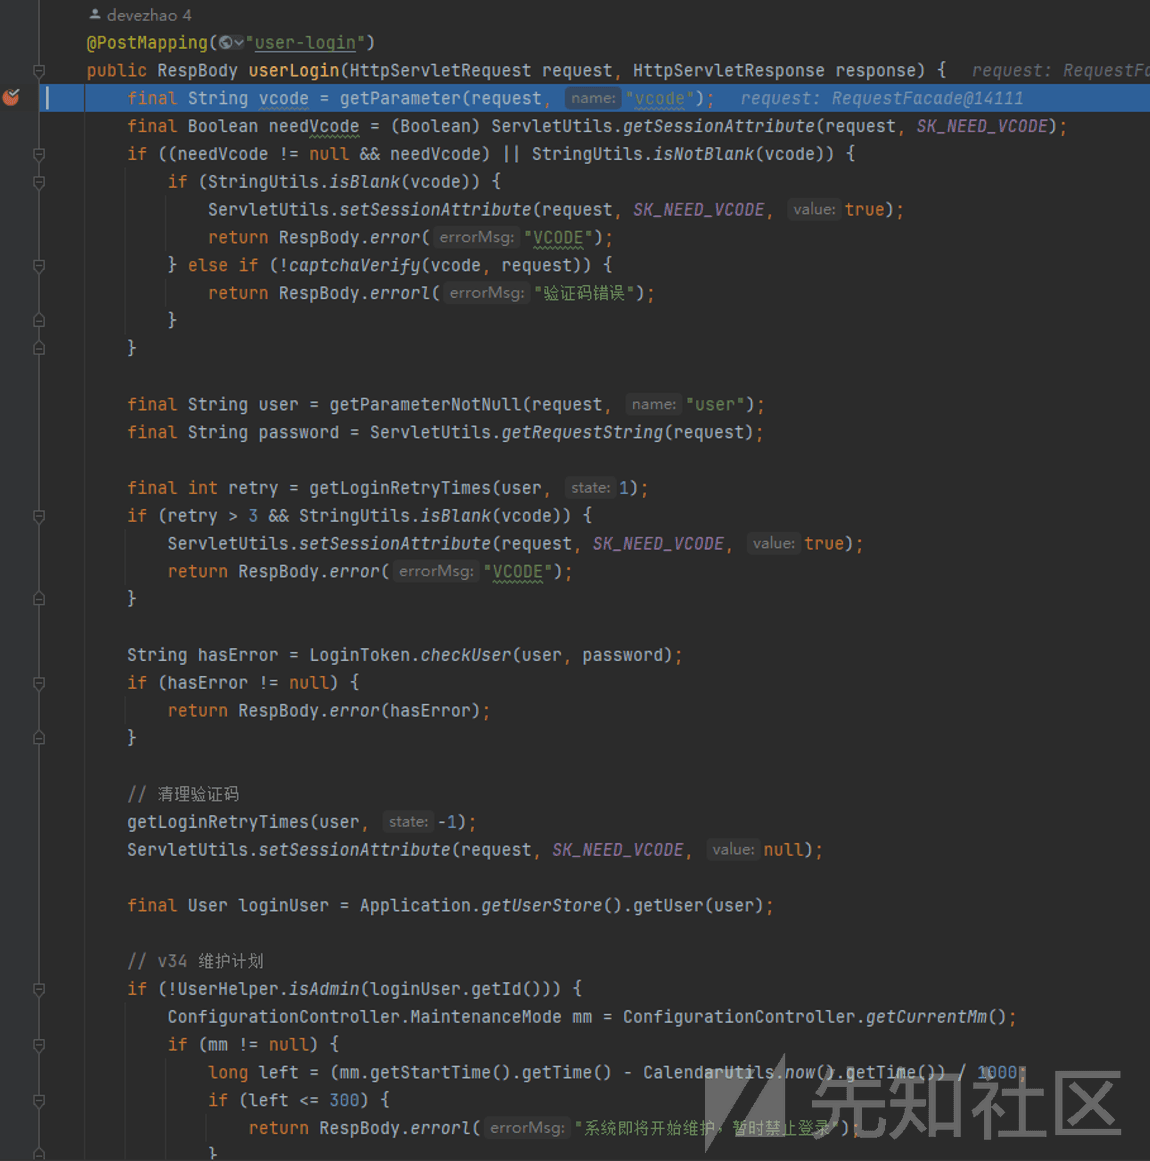 devezhao 4
@PostMapping("user-login")
public RespBody userLogin(HttpServletRequest request, HttpServletResponse response) {  request: RequestFa
final String vcode = getParameter(request, name: "vcode");  request: RequestFacade@14111
final Boolean needVcode = (Boolean) ServletUtils.getSessionAttribute(request, SK_NEED_VCODE);
if ((needVcode != null && needVcode) || StringUtils.isNotBlank(vcode)) {
if (StringUtils.isBlank(vcode)) {
ServletUtils.setSessionAttribute(request, SK_NEED_VCODE, value: true);
return RespBody.error( errorMsg: "VCODE");
} else if (!captchaVerify(vcode, request)) {
return RespBody.errorl( errorMsg: "验证码错误");
}
}
final String user = getParameterNotNull(request, name: "user");
final String password = ServletUtils.getRequestString(request);
final int retry = getLoginRetryTimes(user, state: 1);
if (retry > 3 && StringUtils.isBlank(vcode)) {
ServletUtils.setSessionAttribute(request, SK_NEED_VCODE, value: true);
return RespBody.error( errorMsg: "VCODE");
}
String hasError = LoginToken.checkUser(user, password);
if (hasError != null) {
return RespBody.error(hasError);
}
// 清理验证码
getLoginRetryTimes(user, state: -1);
ServletUtils.setSessionAttribute(request, SK_NEED_VCODE, value: null);
final User loginUser = Application.getUserStore().getUser(user);
// v34 维护计划
if (!UserHelper.isAdmin(loginUser.getId())) {
ConfigurationController.MaintenanceMode mm = ConfigurationController.getCurrentMm();
if (mm != null) {
long left = (mm.getStartTime().getTime() - CalendarUtils.now().getTime()) / 1000;
if (left <= 300) {
return RespBody.errorl( errorMsg: "系统即将开始维护，暂时禁止登录");
}
先知社区